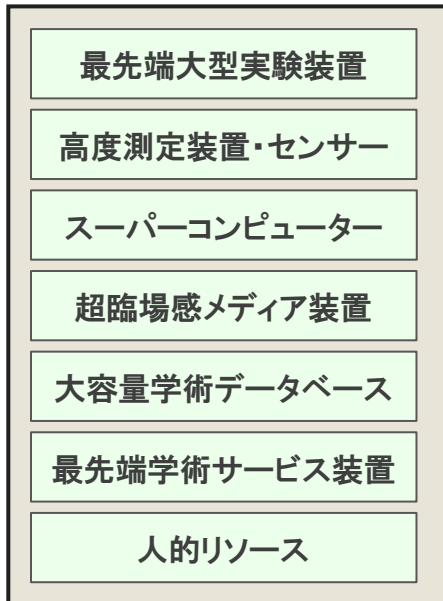 最先端大型実験装置
高度測定装置・センサー
スーパーコンピューター
超臨場感メディア装置
大容量学術データベース
最先端学術サービス装置
人的リソース